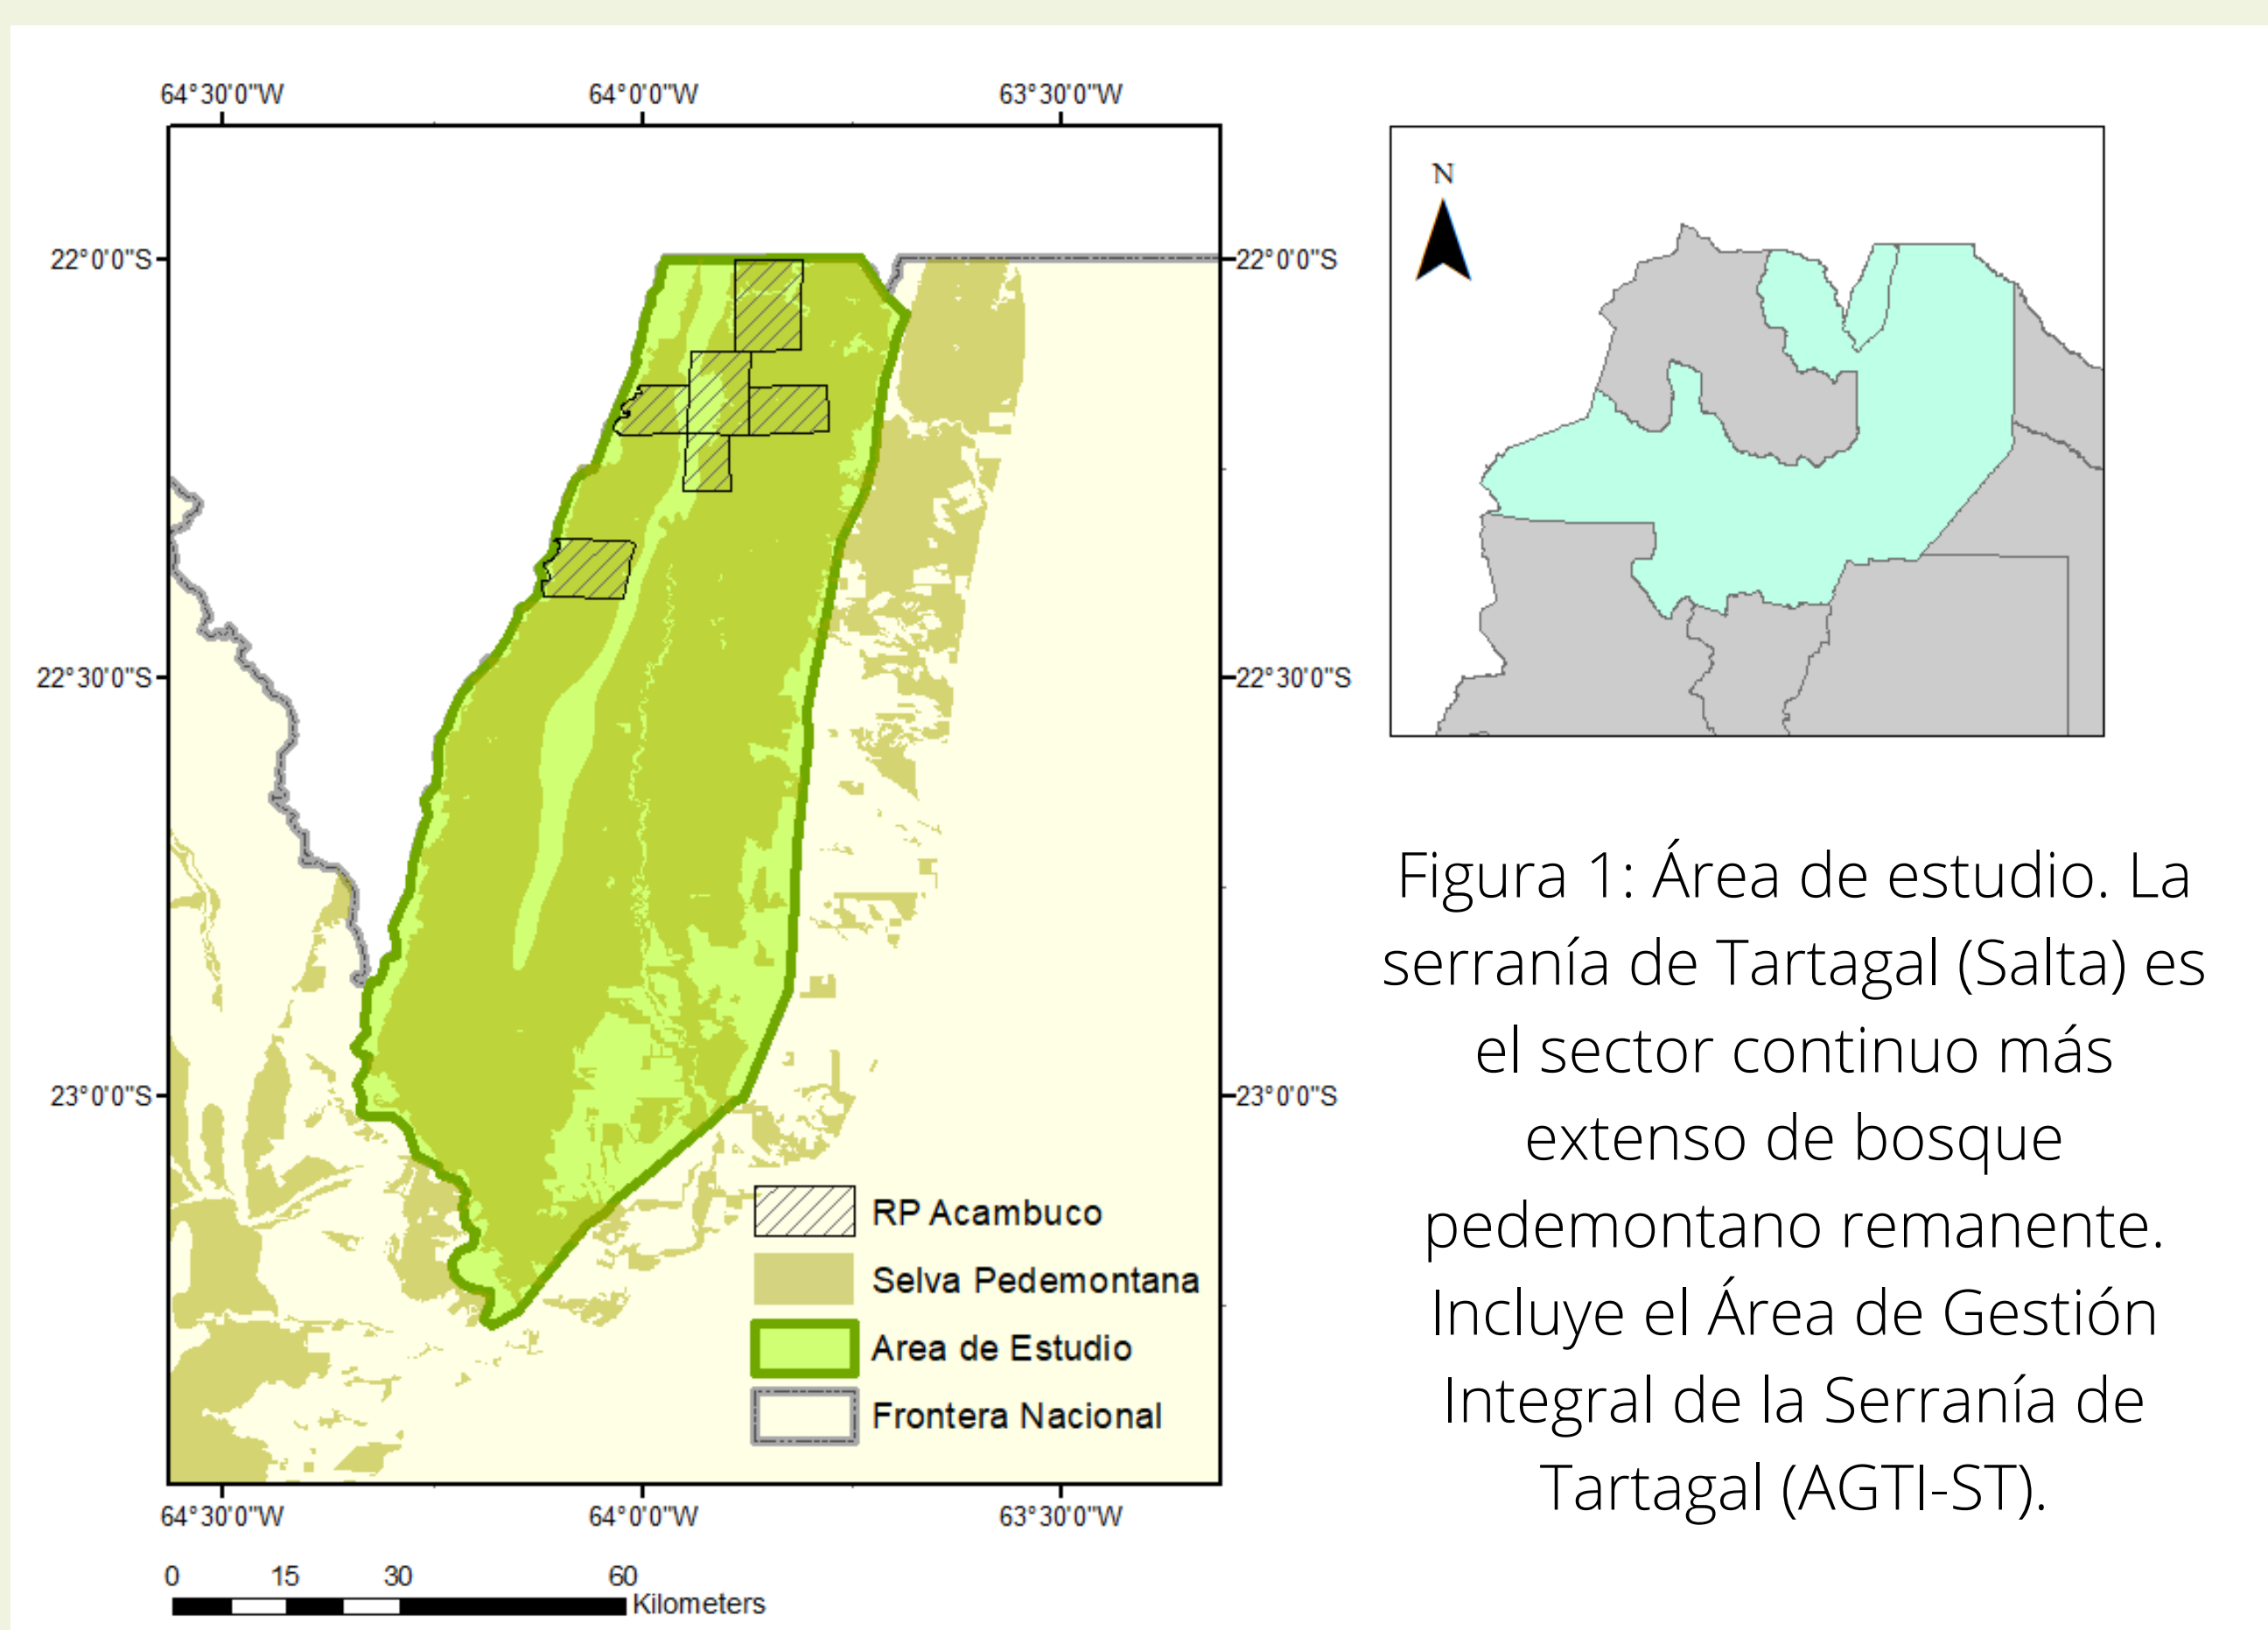 64°30'0"W
64°0'0"W
63°30'0"W
22°0'0"S
22°0'0"S
22°30'0"S
22°30'0"S
23°0'0"S
23°0'0"S
RP Acambuco
Selva Pedemontana
Area de Estudio
Frontera Nacional
64°30'0"W
64°0'0"W
63°30'0"W
0
15
30
60
Kilometers
N
Figura 1: Área de estudio. La
serranía de Tartagal (Salta) es
el sector continuo más
extenso de bosque
pedemontano remanente.
Incluye el Área de Gestión
Integral de la Serranía de
Tartagal (AGTI-ST).